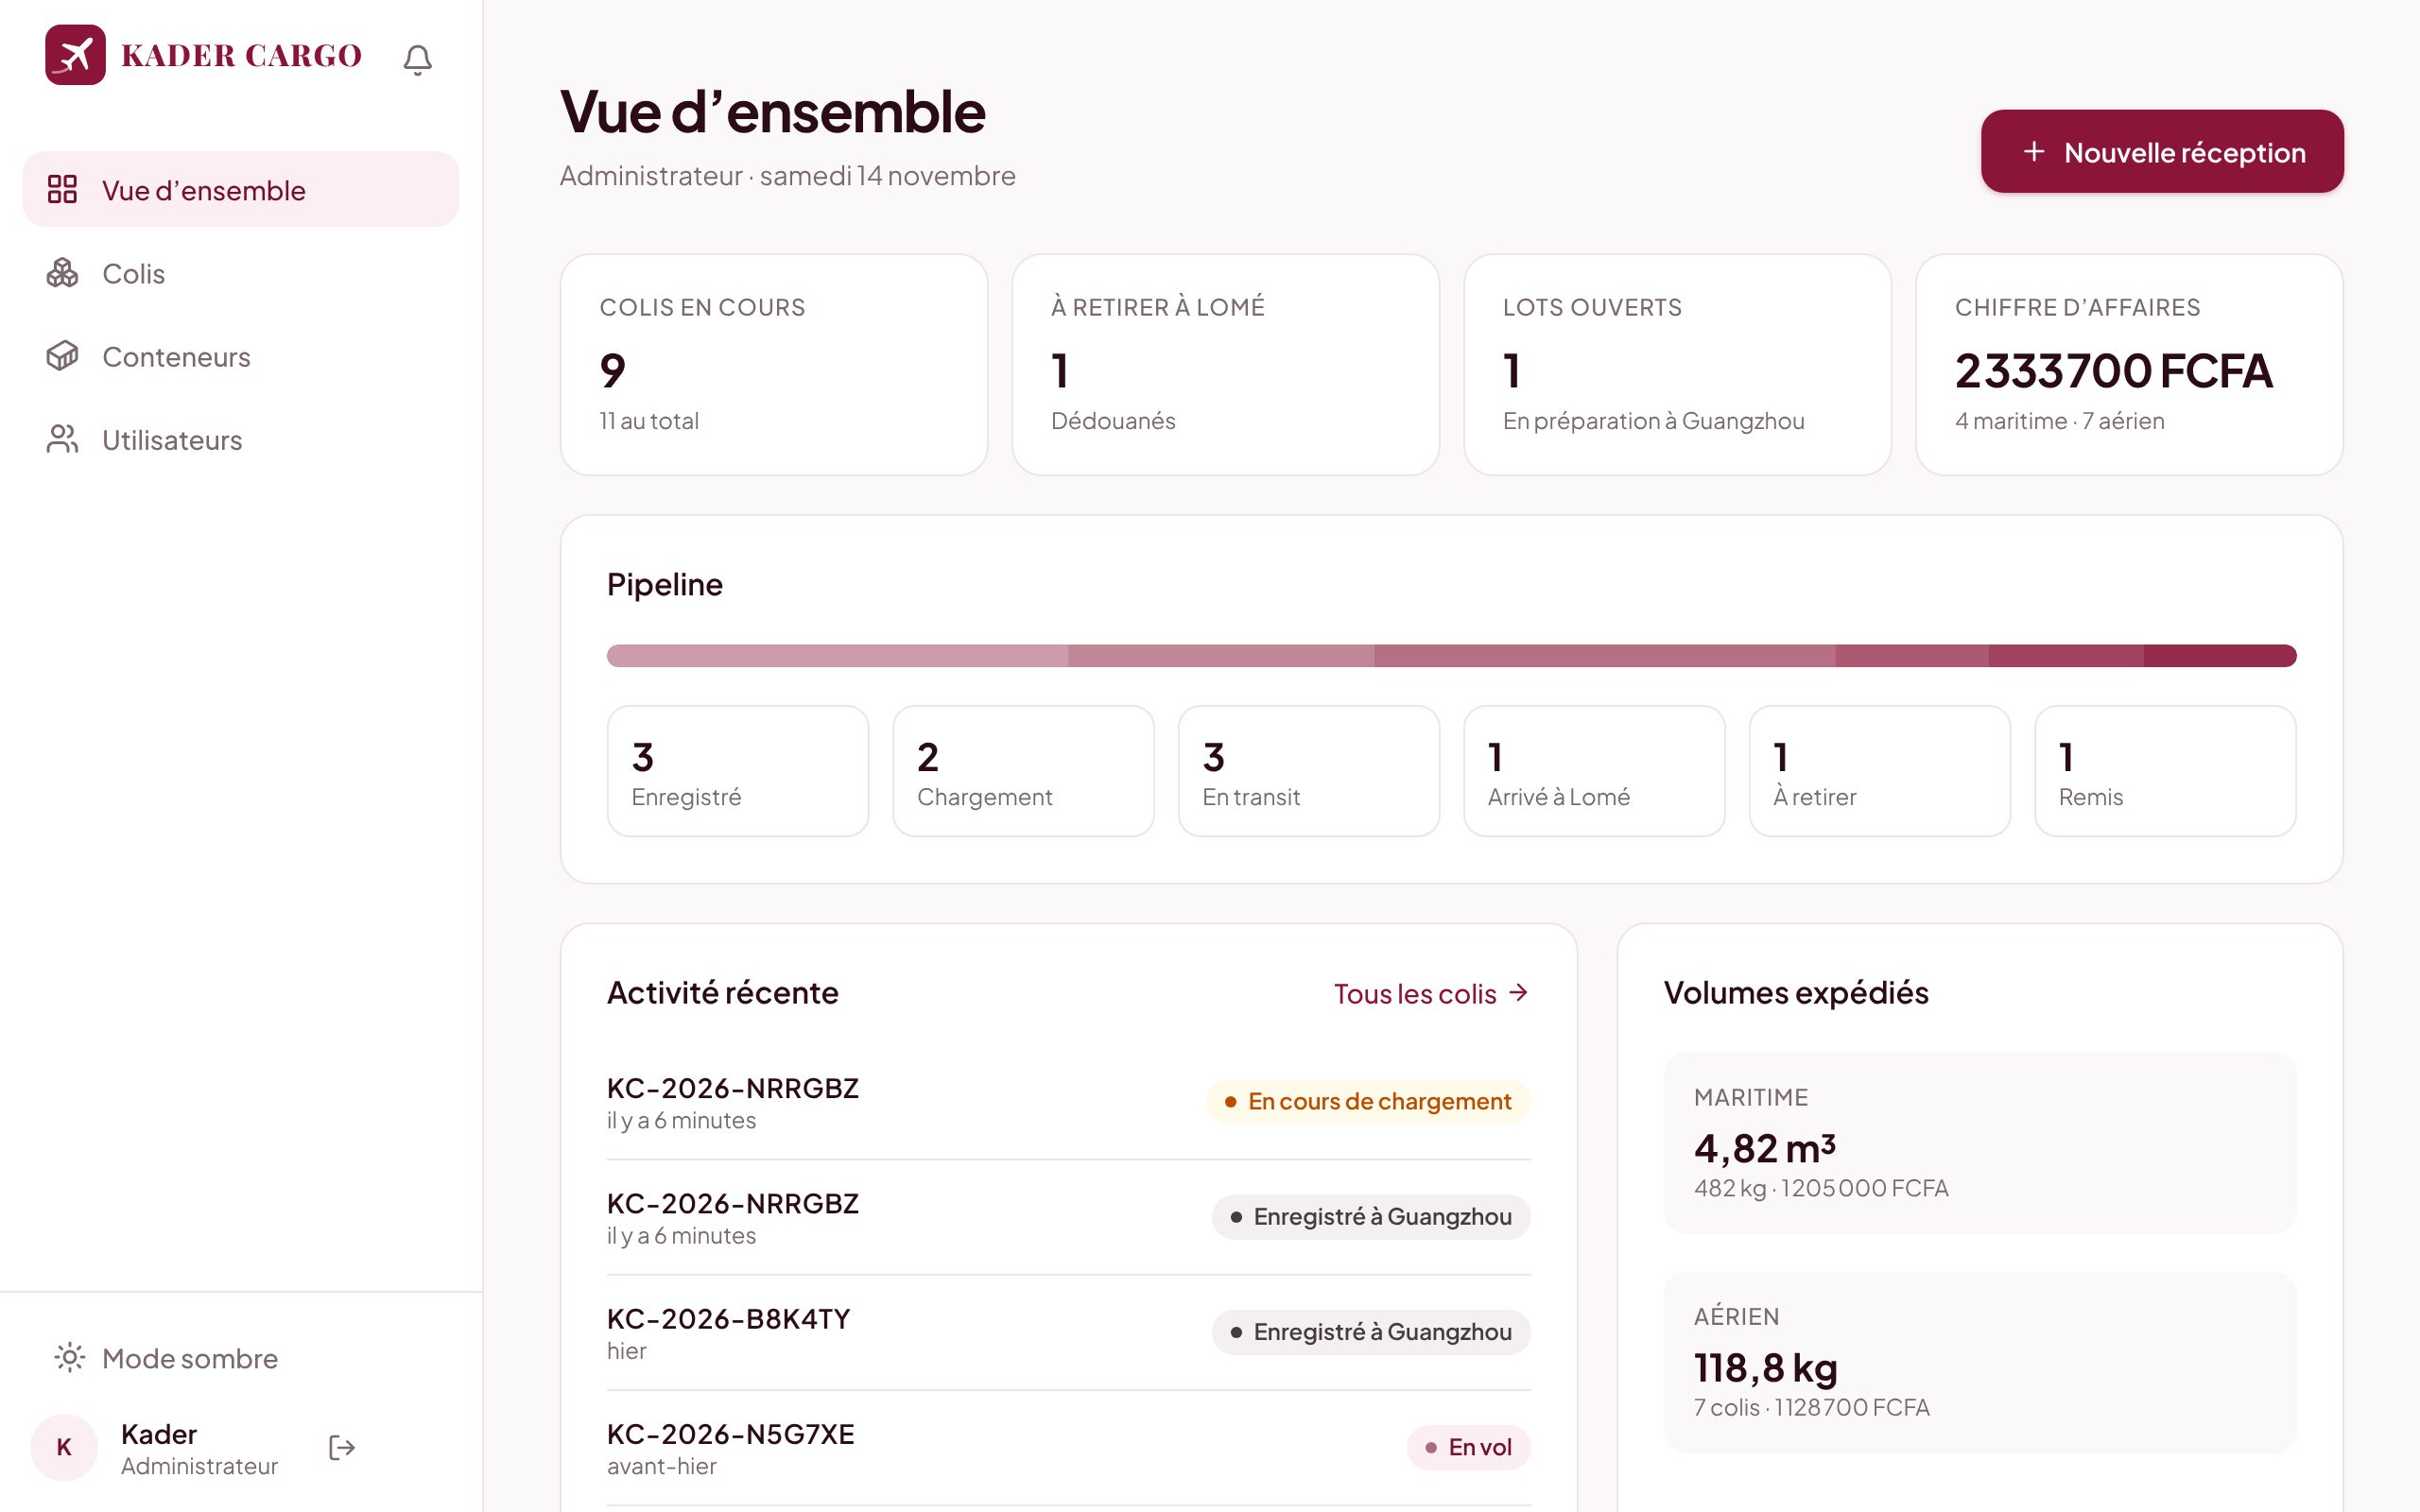 KADER CARGO
Vue d’ensemble
Colis
Conteneurs
Utilisateurs
Mode sombre
K
Kader
Administrateur
Vue d’ensemble
Administrateur · samedi 14 novembre
Nouvelle réception
COLIS EN COURS
9
11 au total
À RETIRER À LOMÉ
1
Dédouanés
LOTS OUVERTS
1
En préparation à Guangzhou
CHIFFRE D’AFFAIRES
2 333 700 FCFA
4 maritime · 7 aérien
Pipeline
3
Enregistré
2
Chargement
3
En transit
1
Arrivé à Lomé
1
À retirer
1
Remis
Activité récente
Tous les colis →
KC-2026-NRRGBZ
il y a 6 minutes
En cours de chargement
KC-2026-NRRGBZ
il y a 6 minutes
Enregistré à Guangzhou
KC-2026-B8K4TY
hier
Enregistré à Guangzhou
KC-2026-N5G7XE
avant-hier
En vol
Volumes expédiés
MARITIME
4,82 m³
482 kg · 1 205 000 FCFA
AÉRIEN
118,8 kg
7 colis · 1 128 700 FCFA